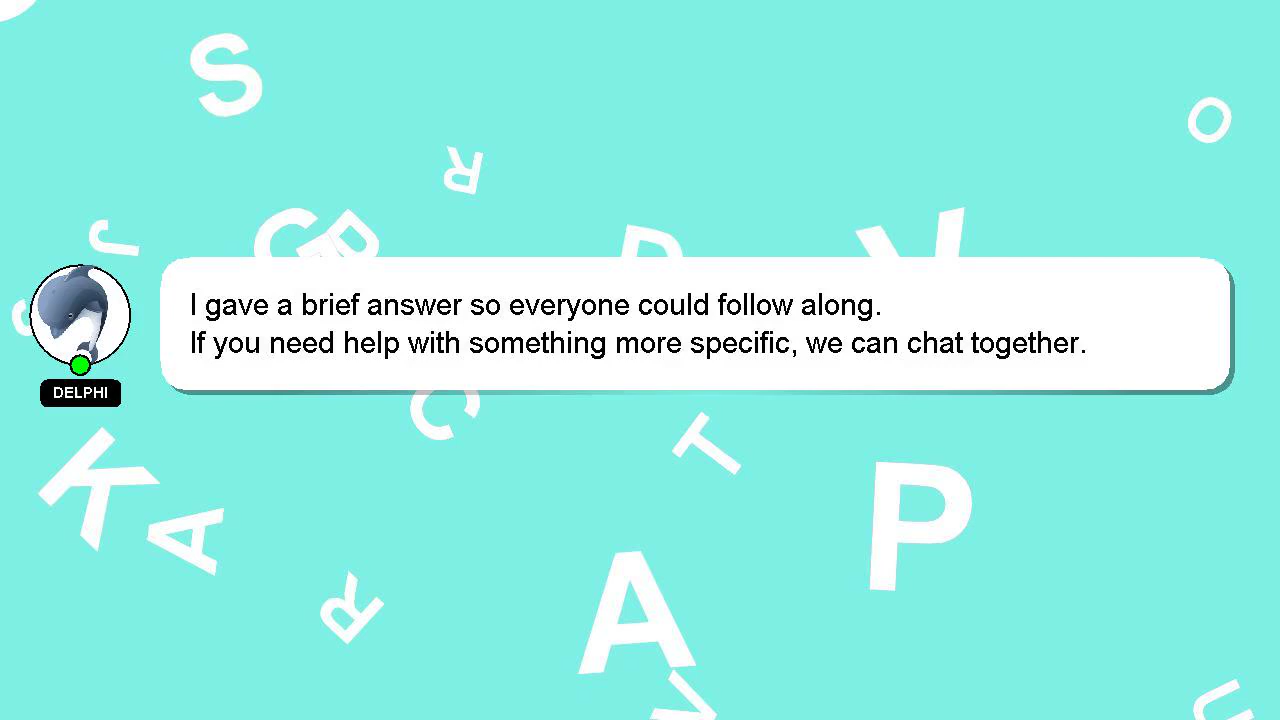 S
O
R
J
G
B
D
V
I gave a brief answer so everyone could follow along.
If you need help with something more specific, we can chat together.
DELPHI
C
T
K
P
A
R
A
V
U